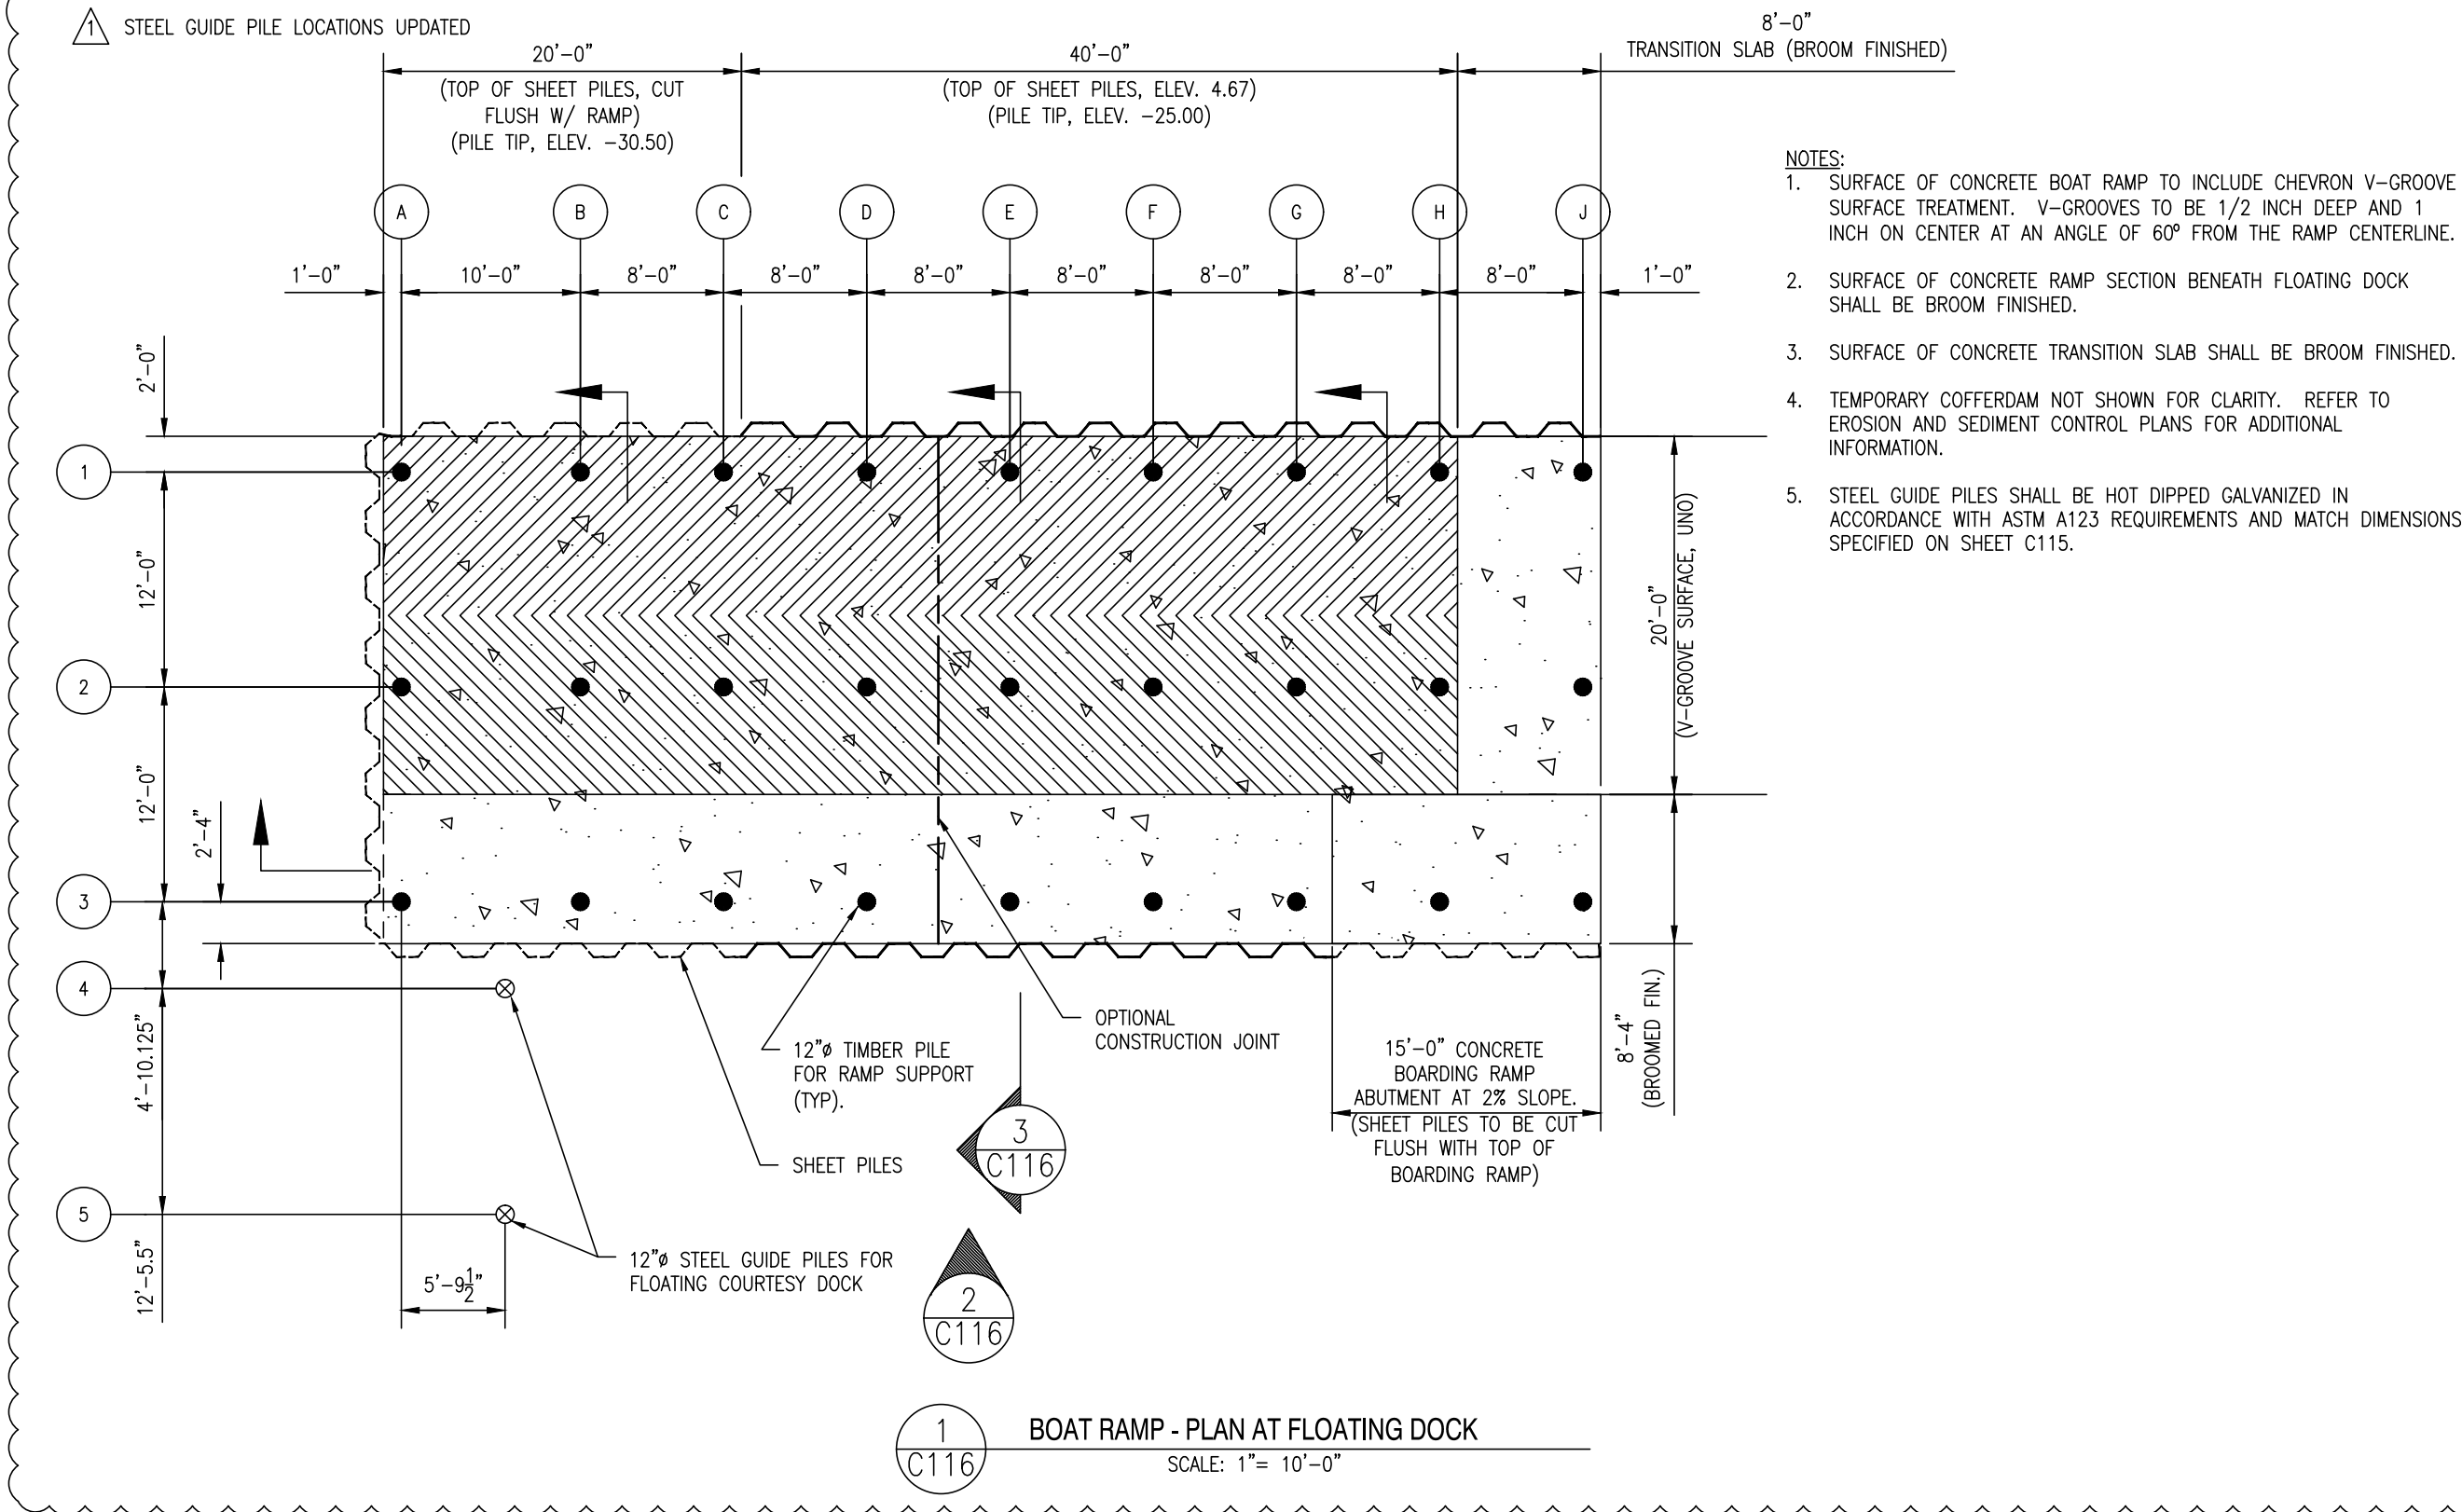 1 STEEL GUIDE PILE LOCATIONS UPDATED
8'-0"
TRANSITION SLAB (BROOM FINISHED)
20'-0"
(TOP OF SHEET PILES, CUT
FLUSH W/ RAMP)
(PILE TIP, ELEV. -30.50)
40'-0"
(TOP OF SHEET PILES, ELEV. 4.67)
(PILE TIP, ELEV. -25.00)
A B C D E F G H J
1'-0" 10'-0" 8'-0" 8'-0" 8'-0" 8'-0" 8'-0" 8'-0" 8'-0" 1'-0"
NOTES:
1. SURFACE OF CONCRETE BOAT RAMP TO INCLUDE CHEVRON V-GROOVE
SURFACE TREATMENT. V-GROOVES TO BE 1/2 INCH DEEP AND 1
INCH ON CENTER AT AN ANGLE OF 60° FROM THE RAMP CENTERLINE.
2. SURFACE OF CONCRETE RAMP SECTION BENEATH FLOATING DOCK
SHALL BE BROOM FINISHED.
3. SURFACE OF CONCRETE TRANSITION SLAB SHALL BE BROOM FINISHED.
4. TEMPORARY COFFERDAM NOT SHOWN FOR CLARITY. REFER TO
EROSION AND SEDIMENT CONTROL PLANS FOR ADDITIONAL
INFORMATION.
5. STEEL GUIDE PILES SHALL BE HOT DIPPED GALVANIZED IN
ACCORDANCE WITH ASTM A123 REQUIREMENTS AND MATCH DIMENSIONS
SPECIFIED ON SHEET C115.
2'-0"
1
12'-0"
2
12'-0"
2'-4"
3
4
4'-10.125"
5
12'-5.5"
5'-9 1/2"
20'-0"
(V-GROOVE SURFACE, UNO)
8'-4"
(BROOMED FIN.)
OPTIONAL
CONSTRUCTION JOINT
12"ø TIMBER PILE
FOR RAMP SUPPORT
(TYP).
SHEET PILES
12"ø STEEL GUIDE PILES FOR
FLOATING COURTESY DOCK
15'-0" CONCRETE
BOARDING RAMP
ABUTMENT AT 2% SLOPE.
(SHEET PILES TO BE CUT
FLUSH WITH TOP OF
BOARDING RAMP)
3
C116
2
C116
1
C116
BOAT RAMP - PLAN AT FLOATING DOCK
SCALE: 1"= 10'-0"